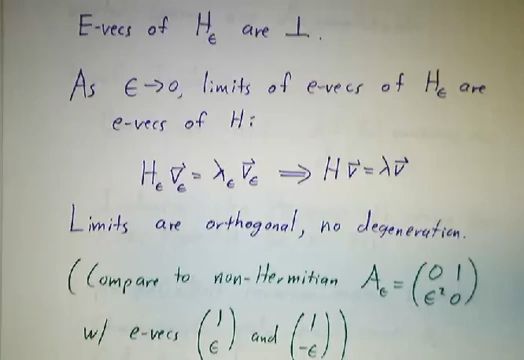 E-vecs of H_ε are ⊥.
As ε→0, limits of e-vecs of H_ε are
e-vecs of H:
H_ε v⃗_ε = λ_ε v⃗_ε ⟹ H v⃗ = λ v⃗
Limits are orthogonal, no degeneration.
(Compare to non-Hermitian A_ε = (0 1; ε² 0)
w/ e-vecs (1; ε) and (1; -ε))